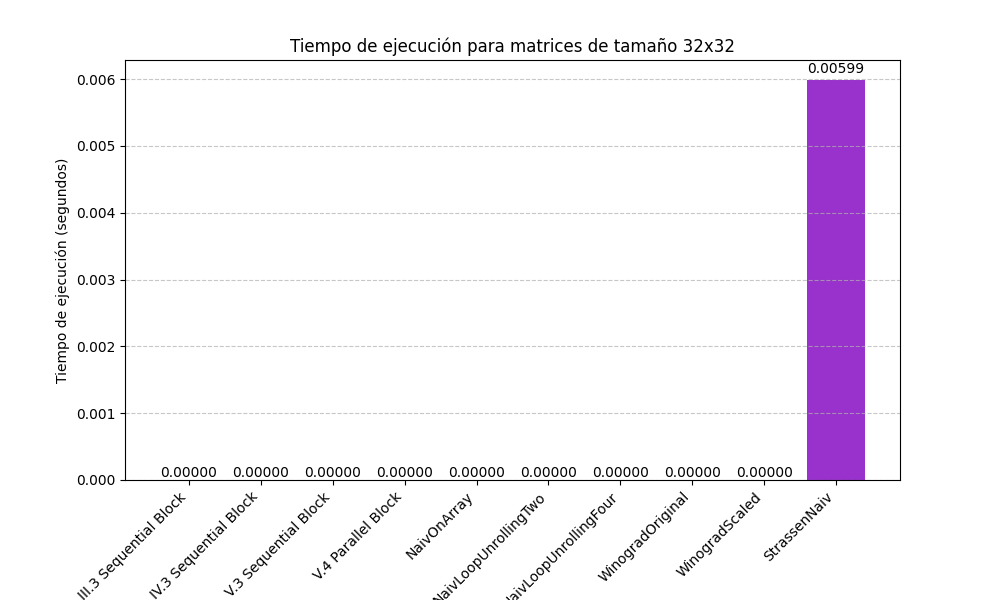 Tiempo de ejecución para matrices de tamaño 32x32
0.00599
0.006
0.005
0.004
0.003
0.002
0.001
0.000
Tiempo de ejecución (segundos)
0.00000 0.00000 0.00000 0.00000 0.00000 0.00000 0.00000 0.00000 0.00000
III.3 Sequential Block
IV.3 Sequential Block
V.3 Sequential Block
V.4 Parallel Block
NaivOnArray
NaivLoopUnrollingTwo
NaivLoopUnrollingFour
WinogradOriginal
WinogradScaled
StrassenNaiv